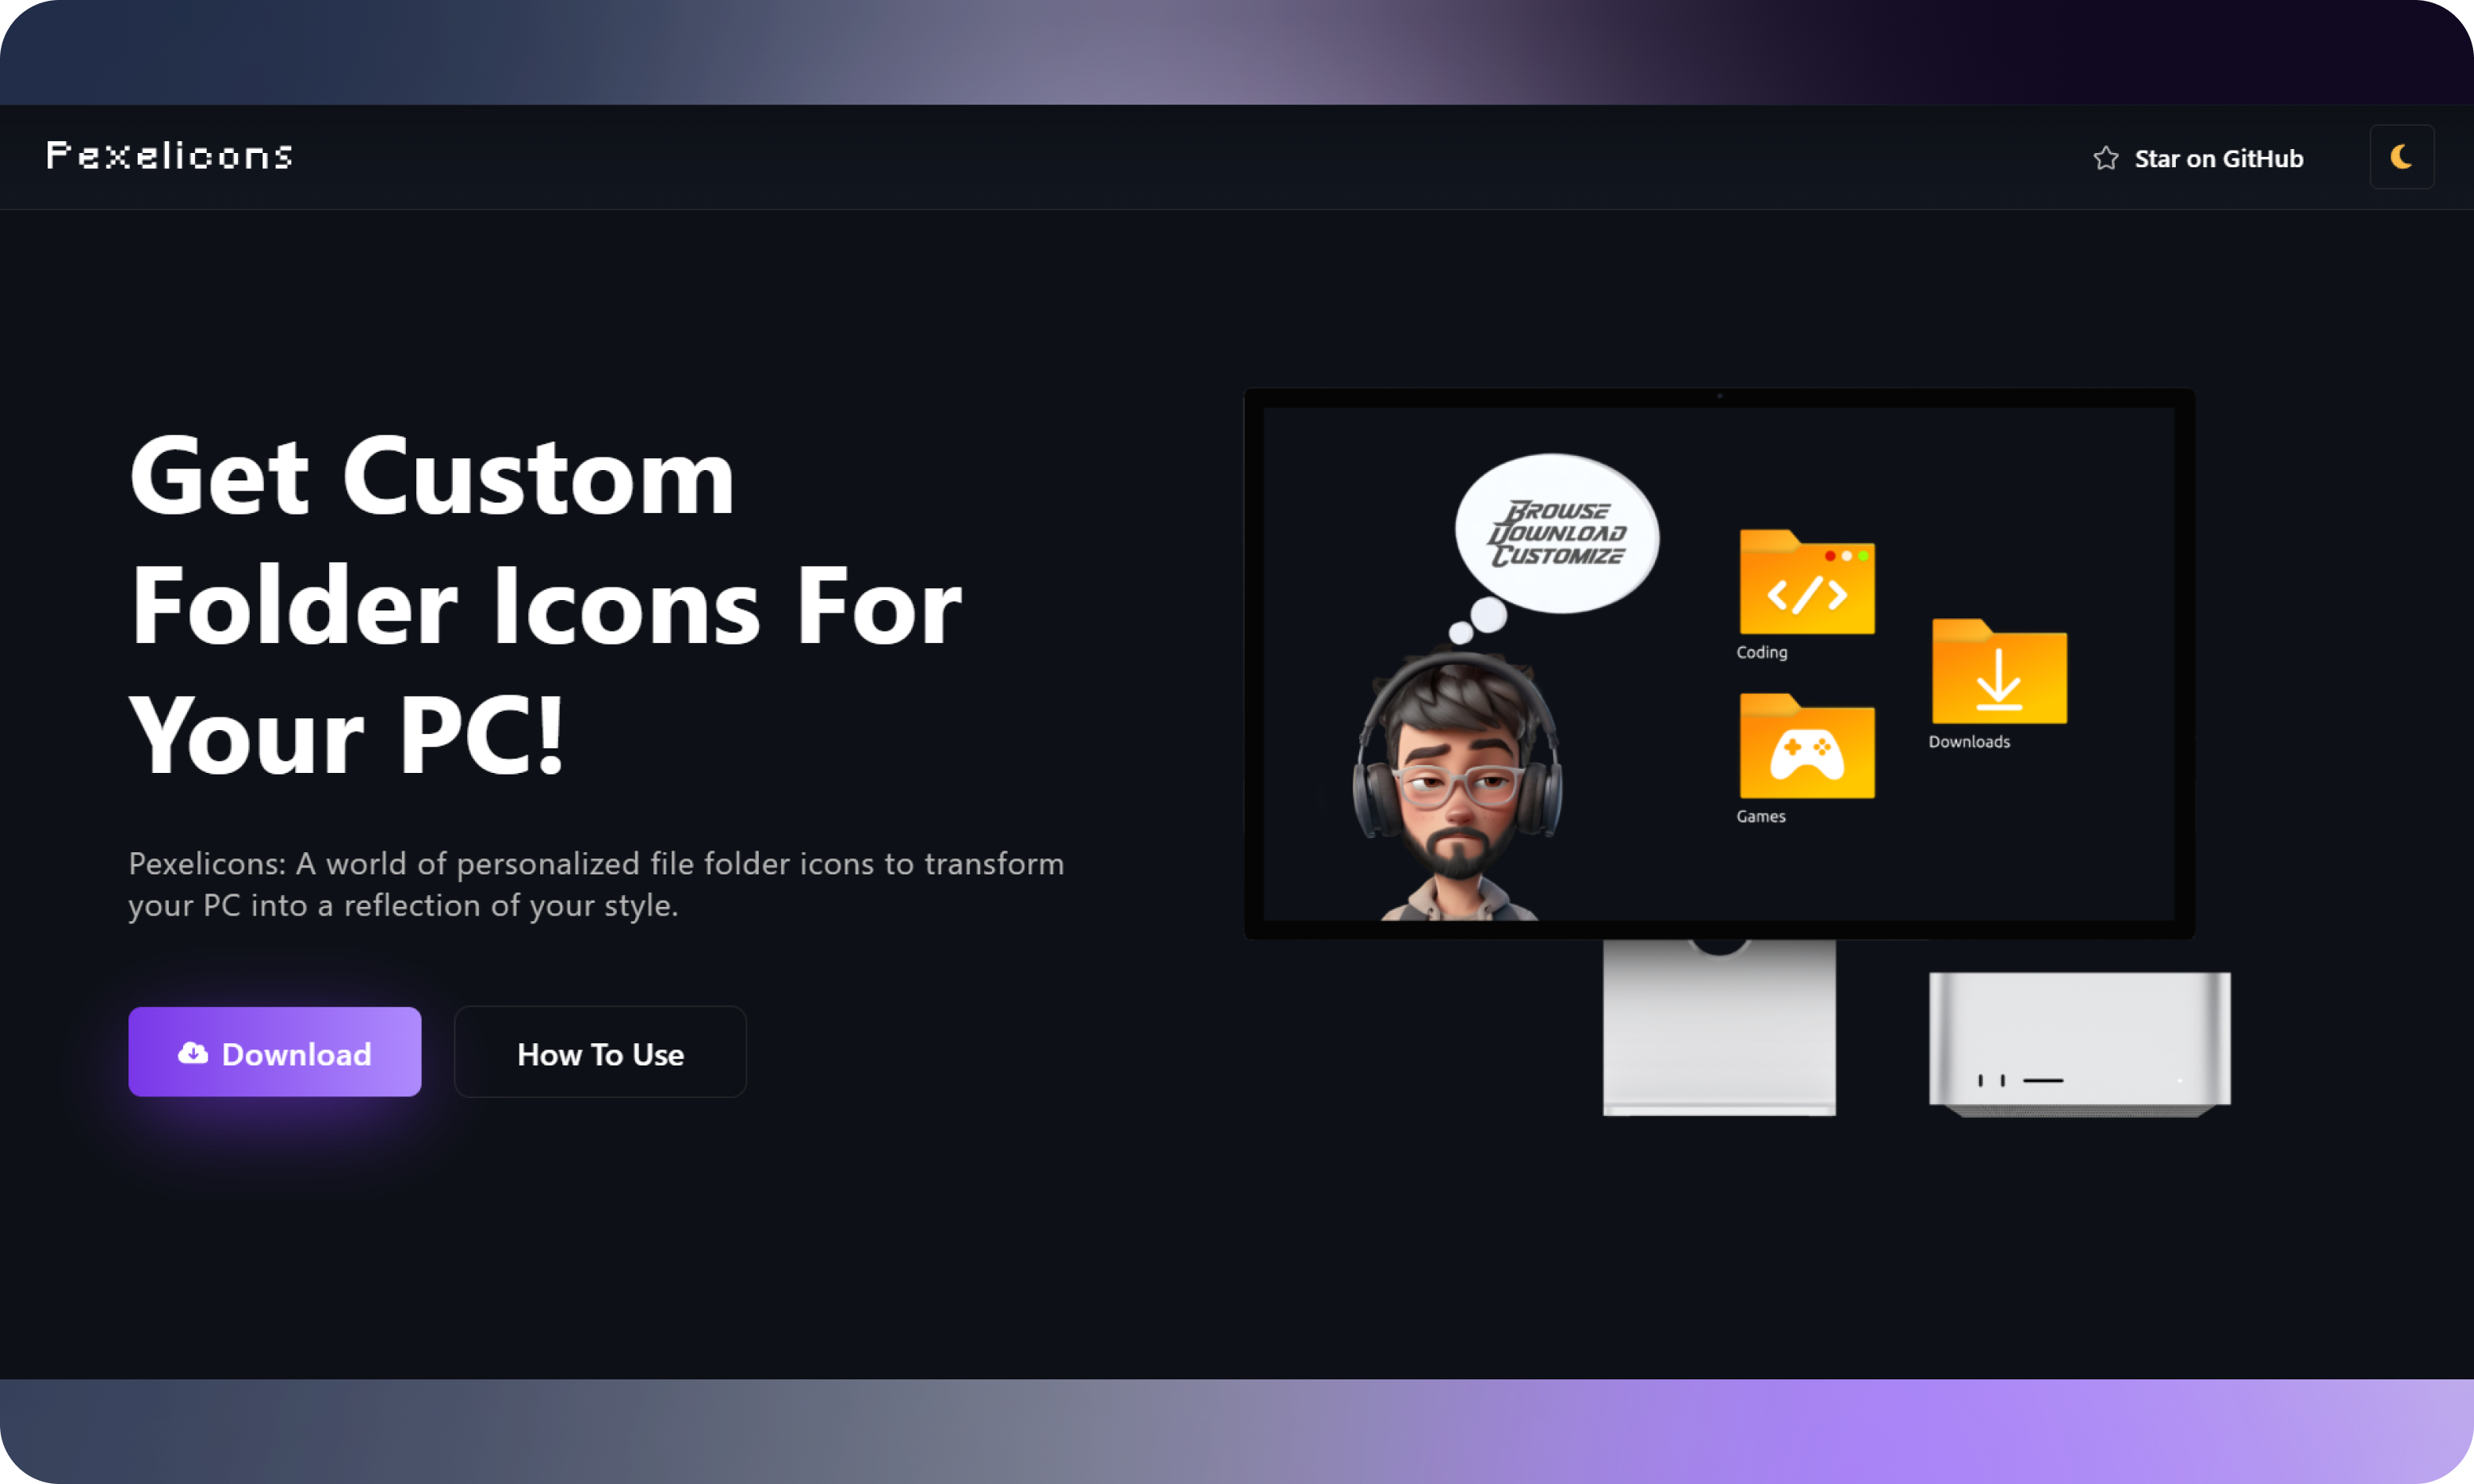 Pexelicons
Star on GitHub
Get Custom
Folder Icons For
Your PC!
Pexelicons: A world of personalized file folder icons to transform
your PC into a reflection of your style.
Download
How To Use
BROWSE
DOWNLOAD
CUSTOMIZE
Coding
Downloads
Games